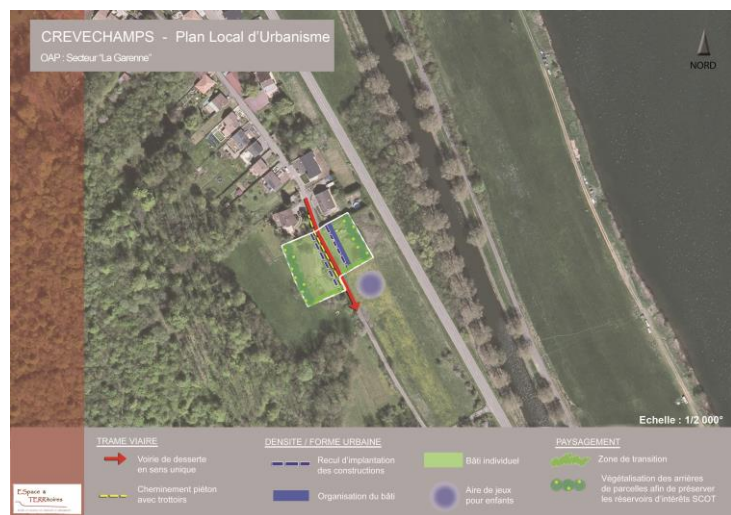 CREVECHAMPS - Plan Local d'Urbanisme
OAP : Secteur "La Garenne"
NORD
Echelle : 1/2 000°
TRAME VIAIRE
Voirie de desserte
en sens unique
Cheminement piéton
avec trottoirs
DENSITE / FORME URBAINE
Recul d'implantation
des constructions
Organisation du bâti
Bâti individuel
Aire de jeux
pour enfants
PAYSAGEMENT
Zone de transition
Végétalisation des arrières
de parcelles afin de préserver
les réservoirs d'intérêts SCOT
ESpace &
TERRitoires